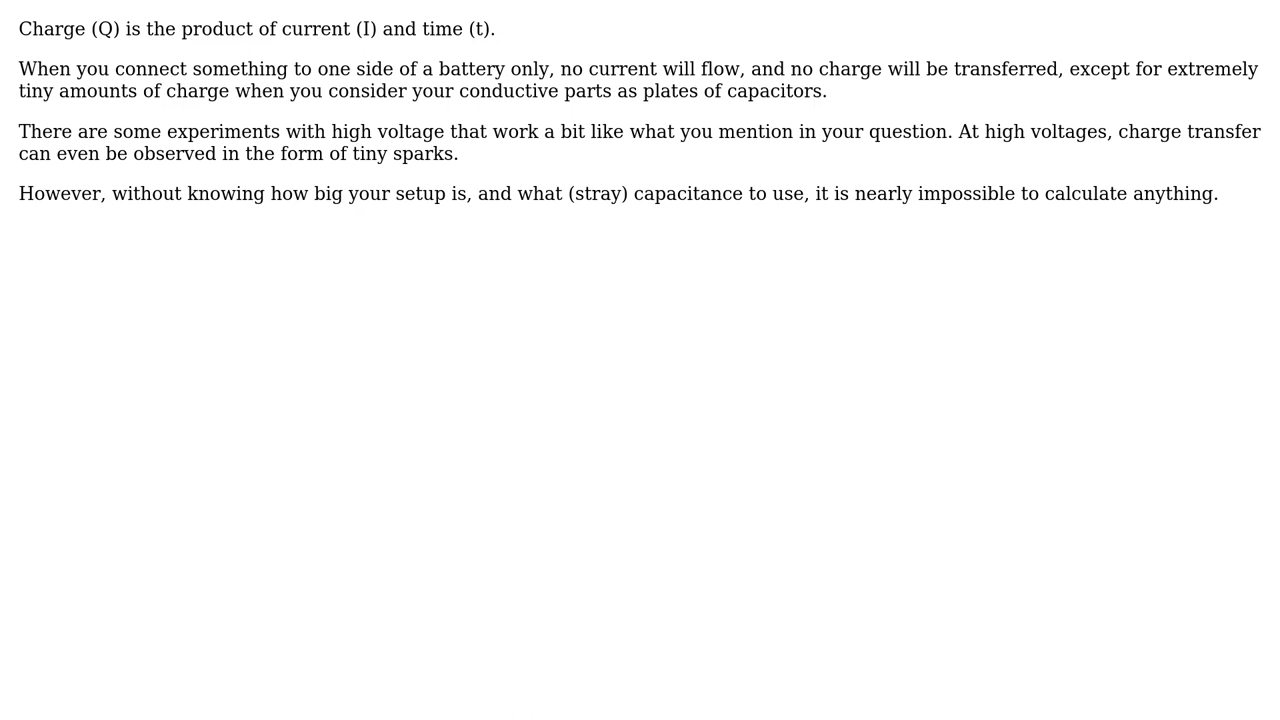 Charge (Q) is the product of current (I) and time (t).
When you connect something to one side of a battery only, no current will flow, and no charge will be transferred, except for extremely
tiny amounts of charge when you consider your conductive parts as plates of capacitors.
There are some experiments with high voltage that work a bit like what you mention in your question. At high voltages, charge transfer
can even be observed in the form of tiny sparks.
However, without knowing how big your setup is, and what (stray) capacitance to use, it is nearly impossible to calculate anything.